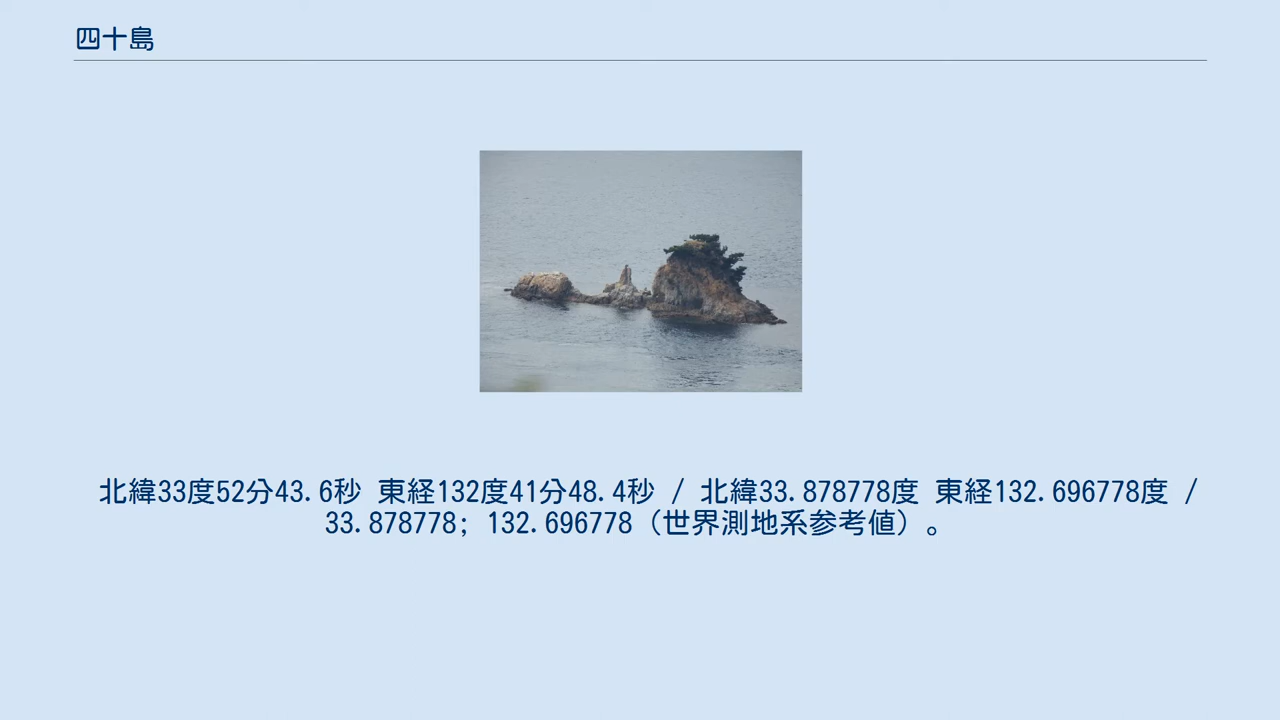 四十島
北緯33度52分43.6秒 東経132度41分48.4秒 / 北緯33.878778度 東経132.696778度 /
33.878778; 132.696778（世界測地系参考値）。